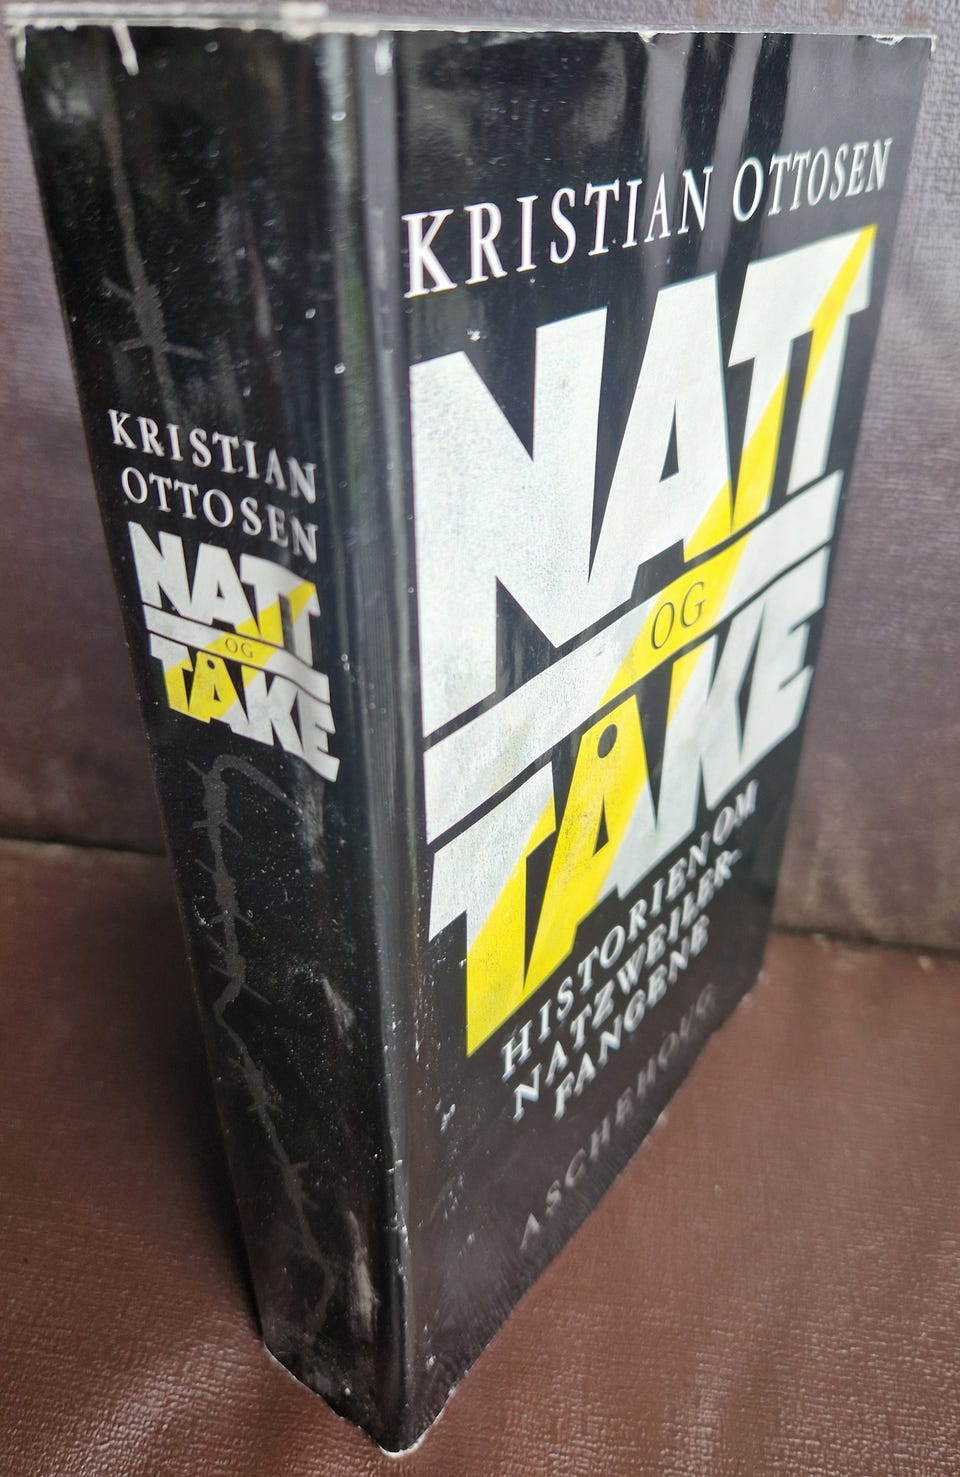 KRISTIAN
OTTOSEN
NATT
OG
TÅKE
KRISTIAN OTTOSEN
NATT
OG
TÅKE
HISTORIEN OM
NATZWEILER-
FANGENE
ASCHEHOUG